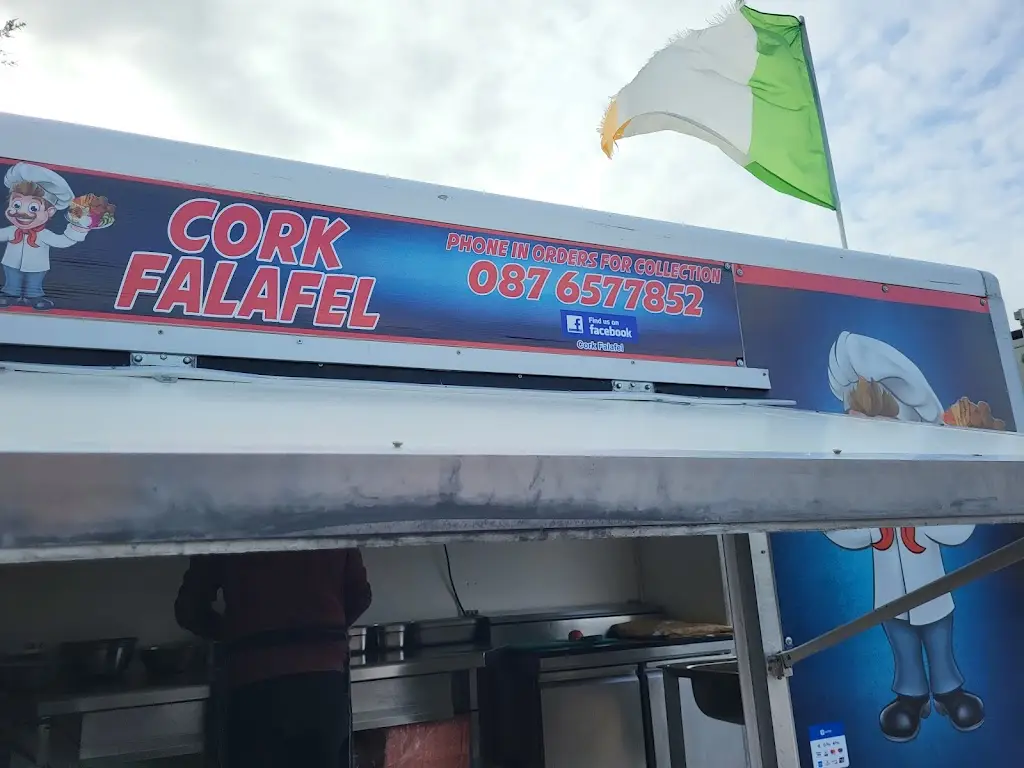 CORK
FALAFEL
PHONE IN ORDERS FOR COLLECTION
087 6577852
f Find us on
facebook
Cork Falafel